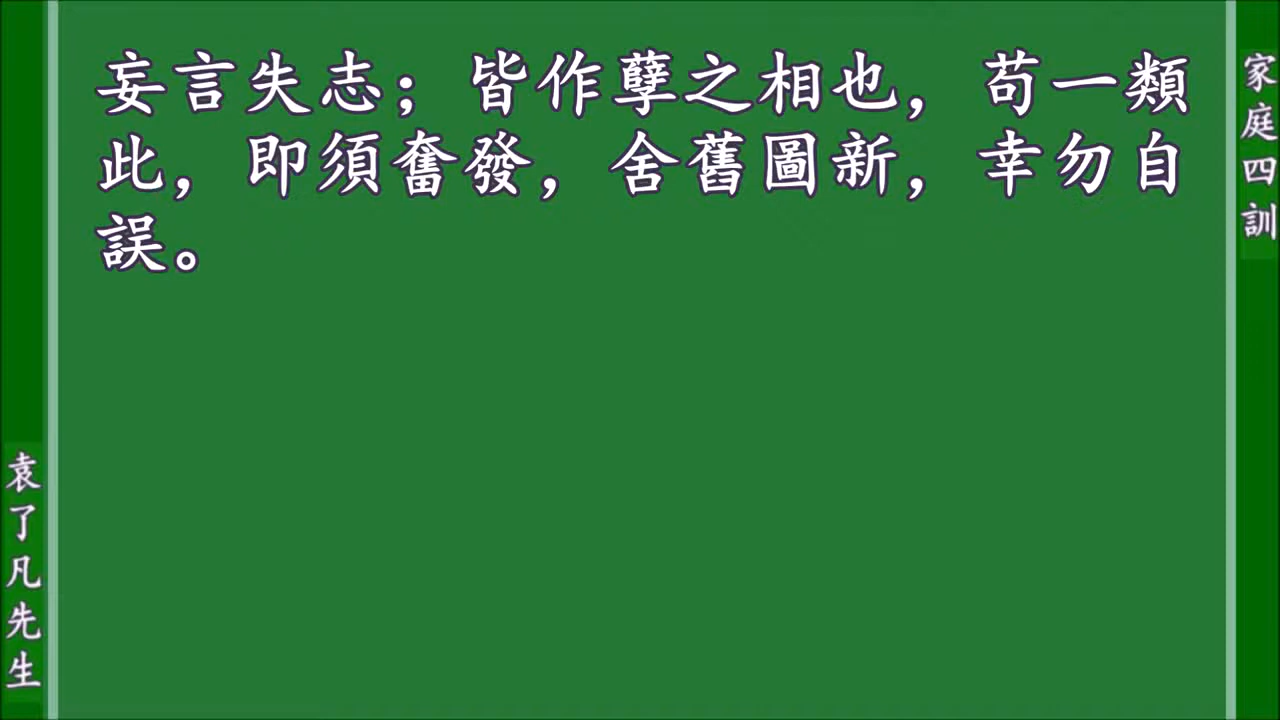 妄言失志；皆作孽之相也，苟一類
此，即須奮發，舍舊圖新，幸勿自
誤。
家庭四訓
袁了凡先生